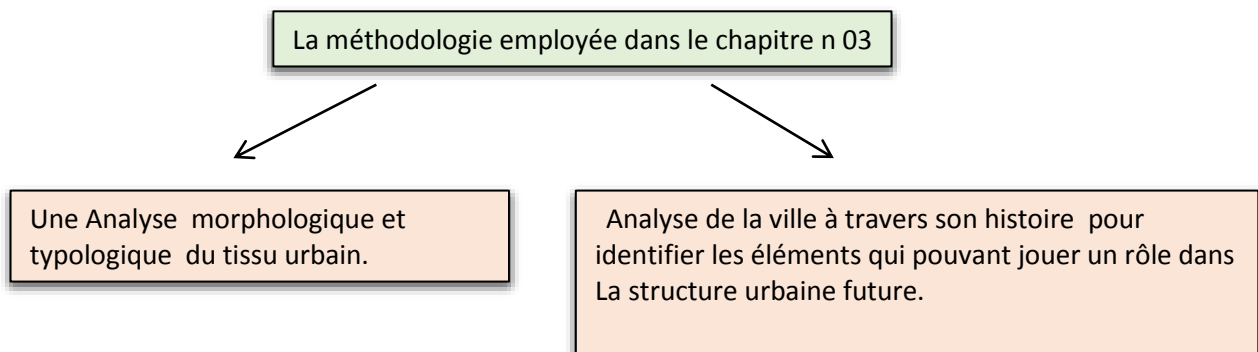 La méthodologie employée dans le chapitre n 03
Une Analyse morphologique et
typologique du tissu urbain.
Analyse de la ville à travers son histoire pour
identifier les éléments qui pouvant jouer un rôle dans
La structure urbaine future.